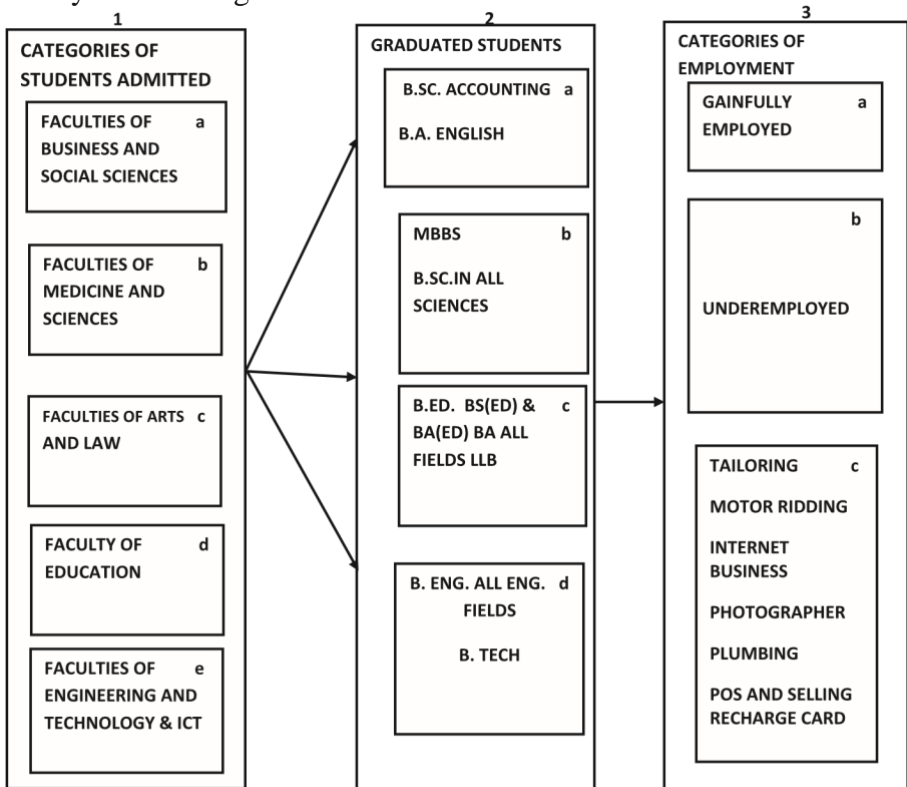 1
CATEGORIES OF
STUDENTS ADMITTED
FACULTIES OF a
BUSINESS AND
SOCIAL SCIENCES
FACULTIES OF b
MEDICINE AND
SCIENCES
FACULTIES OF ARTS c
AND LAW
FACULTY OF d
EDUCATION
FACULTIES OF e
ENGINEERING AND
TECHNOLOGY & ICT
2
GRADUATED STUDENTS
B.SC. ACCOUNTING a
B.A. ENGLISH
MBBS b
B.SC.IN ALL
SCIENCES
B.ED. BS(ED) & c
BA(ED) BA ALL
FIELDS LLB
B. ENG. ALL ENG. d
FIELDS
B. TECH
3
CATEGORIES OF
EMPLOYMENT
GAINFULLY a
EMPLOYED
b
UNDEREMPLOYED
TAILORING c
MOTOR RIDDING
INTERNET
BUSINESS
PHOTOGRAPHER
PLUMBING
POS AND SELLING
RECHARGE CARD